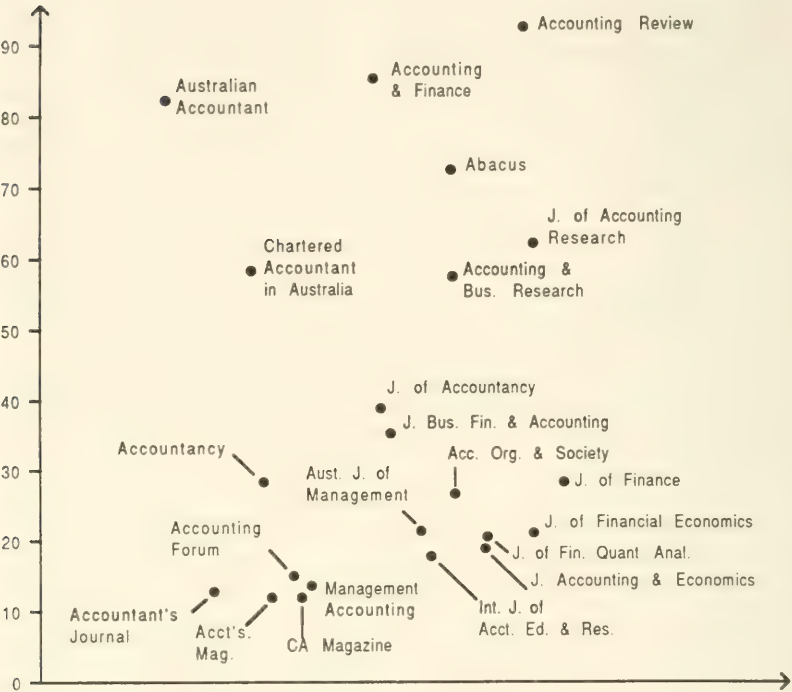 Accounting Review
90
Accounting
& Finance
Australian
Accountant
80
Abacus
70
J. of Accounting
Research
Chartered
Accountant
in Australia
60
Accounting &
Bus. Research
50
J. of Accountancy
40
J. Bus. Fin. & Accounting
Accountancy
Acc. Org. & Society
Aust. J. of
Management
30
J. of Finance
Accounting
Forum
J. of Financial Economics
20
J. of Fin. Quant Anal.
J. Accounting & Economics
Management
Accounting
Int. J. of
Acct. Ed. & Res.
10
Accountant's
Journal
Acct's.
Mag.
CA Magazine
0